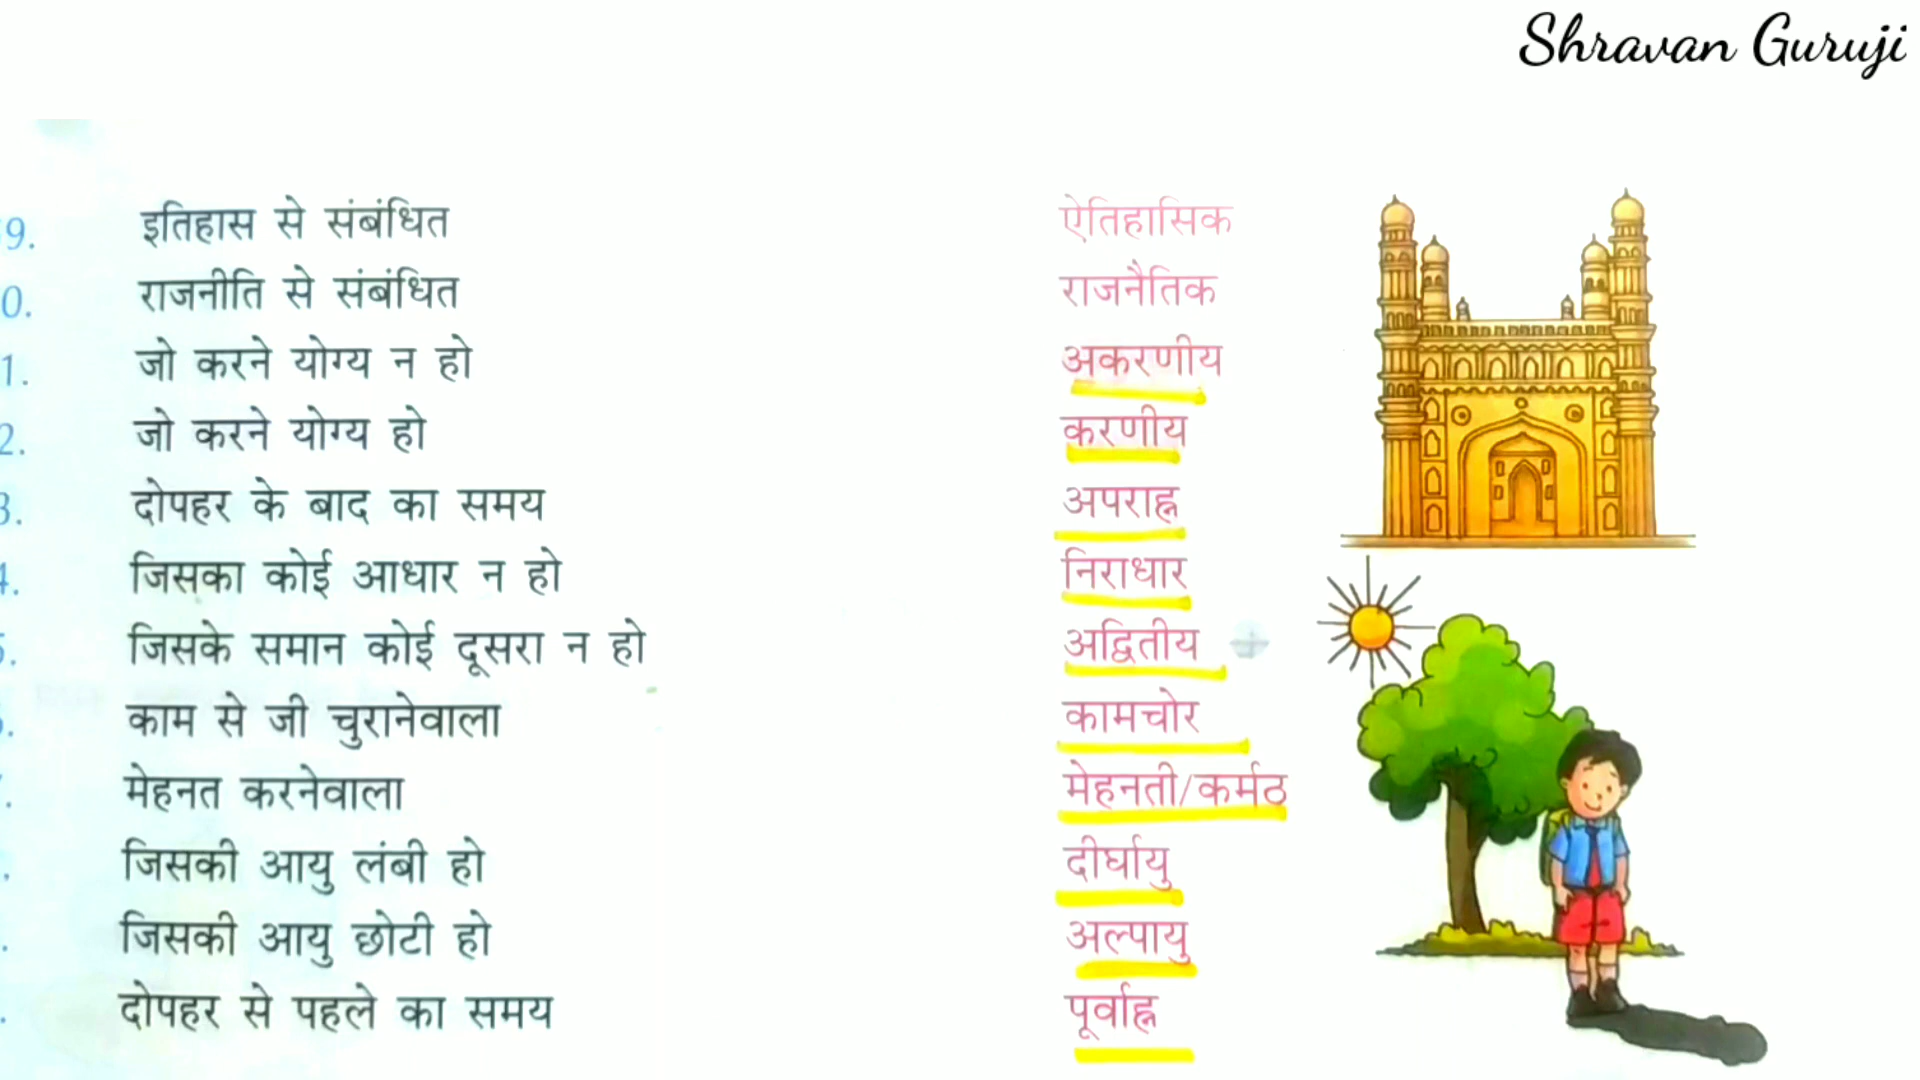 Shravan Guruji
9. इतिहास से संबंधित ऐतिहासिक
0. राजनीति से संबंधित राजनैतिक
1. जो करने योग्य न हो अकरणीय
2. जो करने योग्य हो करणीय
3. दोपहर के बाद का समय अपराह्न
4. जिसका कोई आधार न हो निराधार
5. जिसके समान कोई दूसरा न हो अद्वितीय
काम से जी चुरानेवाला कामचोर
मेहनत करनेवाला मेहनती/कर्मठ
जिसकी आयु लंबी हो दीर्घायु
जिसकी आयु छोटी हो अल्पायु
दोपहर से पहले का समय पूर्वाह्न